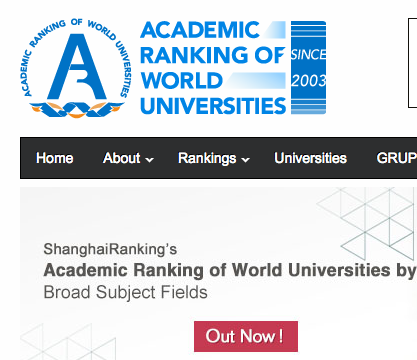 ACADEMIC RANKING OF WORLD UNIVERSITIES
A
ACADEMIC
RANKING OF
WORLD
UNIVERSITIES
SINCE
2003
Home About Rankings Universities GRUP
ShanghaiRanking's
Academic Ranking of World Universities by
Broad Subject Fields
Out Now !